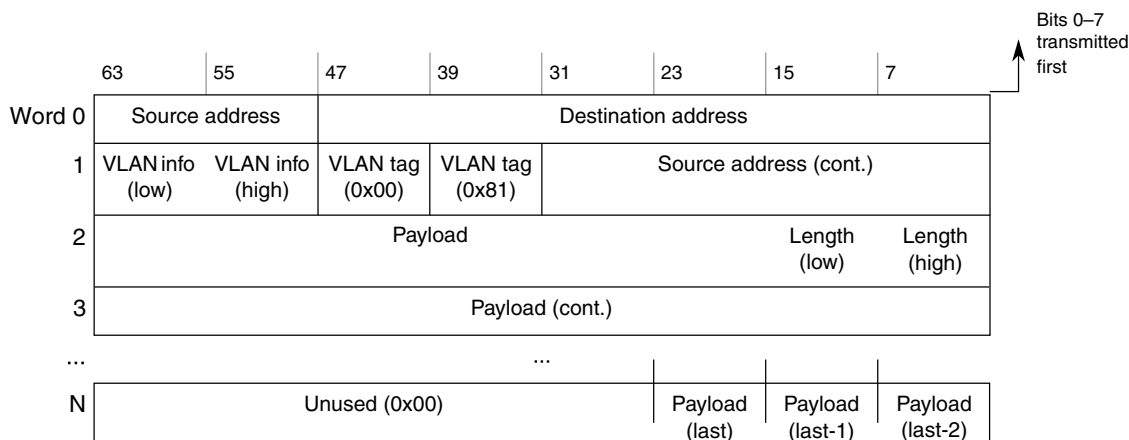 Bits 0–7
transmitted
first
63 55 47 39 31 23 15 7
Word 0 Source address Destination address
1 VLAN info VLAN info VLAN tag VLAN tag Source address (cont.)
(low) (high) (0x00) (0x81)
2 Payload Length Length
(low) (high)
3 Payload (cont.)
... ...
N Unused (0x00) Payload Payload Payload
(last) (last-1) (last-2)